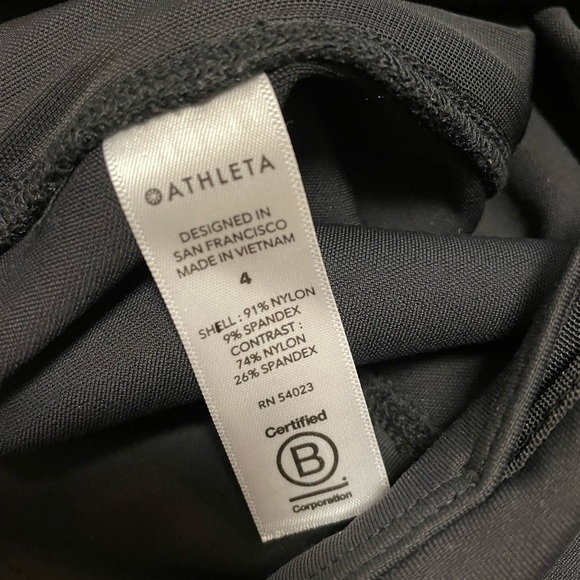 ATHLETA
DESIGNED IN
SAN FRANCISCO
MADE IN VIETNAM
4
SHELL : 91% NYLON
9% SPANDEX
CONTRAST :
74% NYLON
26% SPANDEX
RN 54023
Certified
B
Corporation